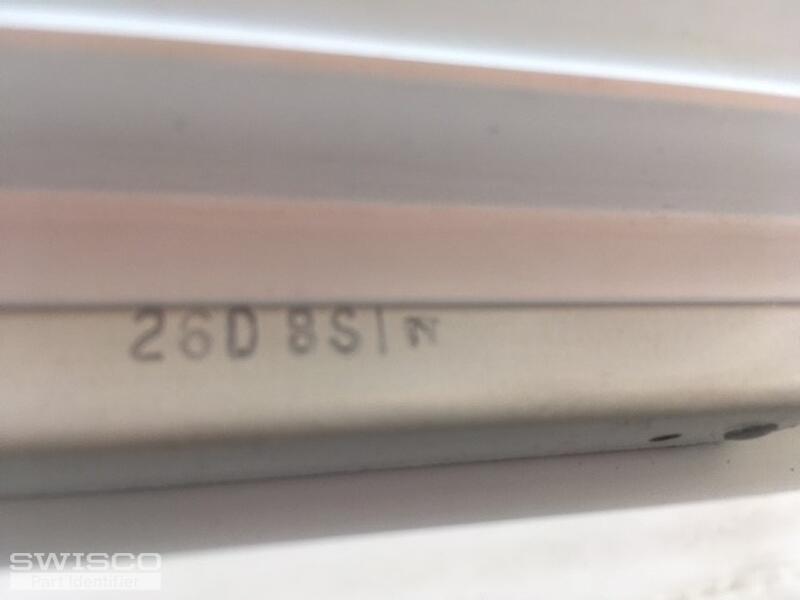 26D 8S1
SWISCO
Part Identifier